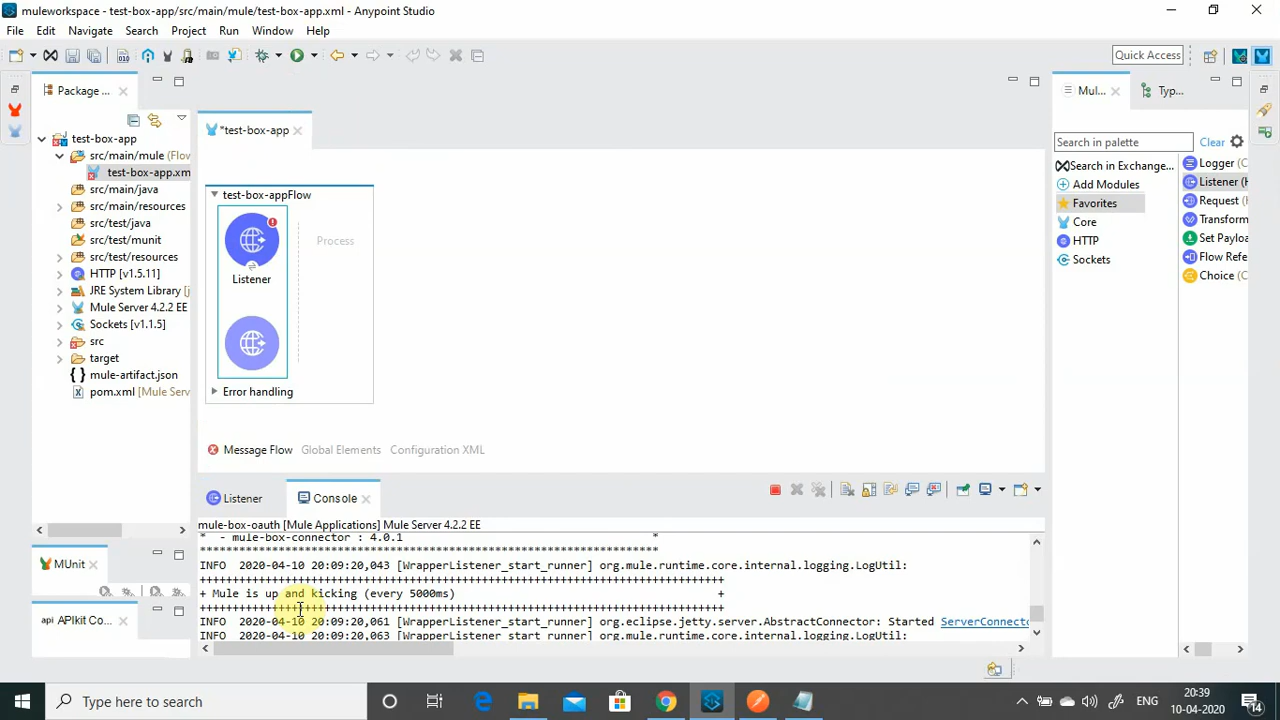 muleworkspace - test-box-app/src/main/mule/test-box-app.xml - Anypoint Studio
File Edit Navigate Search Project Run Window Help
Quick Access
Package ...
*test-box-app
Mul...
Typ...
test-box-app
src/main/mule (Flow
test-box-app.xm
src/main/java
src/main/resources
src/test/java
src/test/munit
src/test/resources
HTTP [v1.5.11]
JRE System Library [j
Mule Server 4.2.2 EE
Sockets [v1.1.5]
src
target
mule-artifact.json
pom.xml [Mule Serv
test-box-appFlow
Process
Listener
Error handling
Message Flow Global Elements Configuration XML
Search in palette
Clear
Search in Exchange...
Add Modules
Favorites
Core
HTTP
Sockets
Logger (C
Listener (H
Request (
Transform
Set Payloa
Flow Refe
Choice (C
Listener
Console
mule-box-oauth [Mule Applications] Mule Server 4.2.2 EE
* - mule-box-connector : 4.0.1 *
**********************************************************************
INFO 2020-04-10 20:09:20,043 [WrapperListener_start_runner] org.mule.runtime.core.internal.logging.LogUtil:
++++++++++++++++++++++++++++++++++++++++++++++++++++++++++++++++++++++++++++++++
+ Mule is up and kicking (every 5000ms) +
++++++++++++++++++++++++++++++++++++++++++++++++++++++++++++++++++++++++++++++++
INFO 2020-04-10 20:09:20,061 [WrapperListener_start_runner] org.eclipse.jetty.server.AbstractConnector: Started ServerConnecto
INFO 2020-04-10 20:09:20,063 [WrapperListener_start_runner] org.mule.runtime.core.internal.logging.LogUtil:
MUnit
api APIkit Co...
Type here to search
ENG
20:39
10-04-2020
14